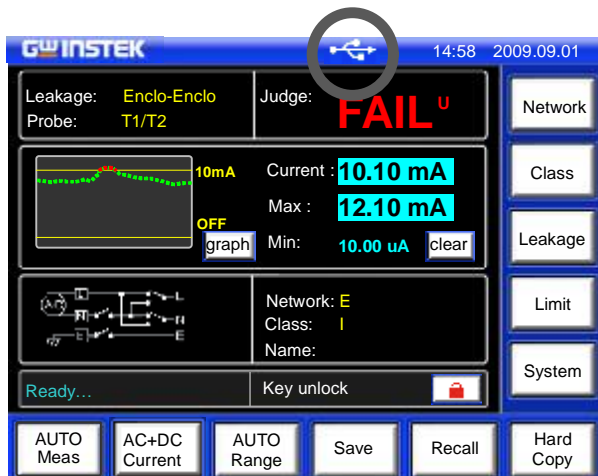 GWINSTEK 14:58 2009.09.01
Leakage: Enclo-Enclo
Probe: T1/T2
Judge: FAIL U
10mA
OFF
graph
Current : 10.10 mA
Max : 12.10 mA
Min: 10.00 uA clear
L L
N N
E E
Network: E
Class: I
Name:
Ready...
Key unlock
Network
Class
Leakage
Limit
System
AUTO
Meas
AC+DC
Current
AUTO
Range
Save
Recall
Hard
Copy